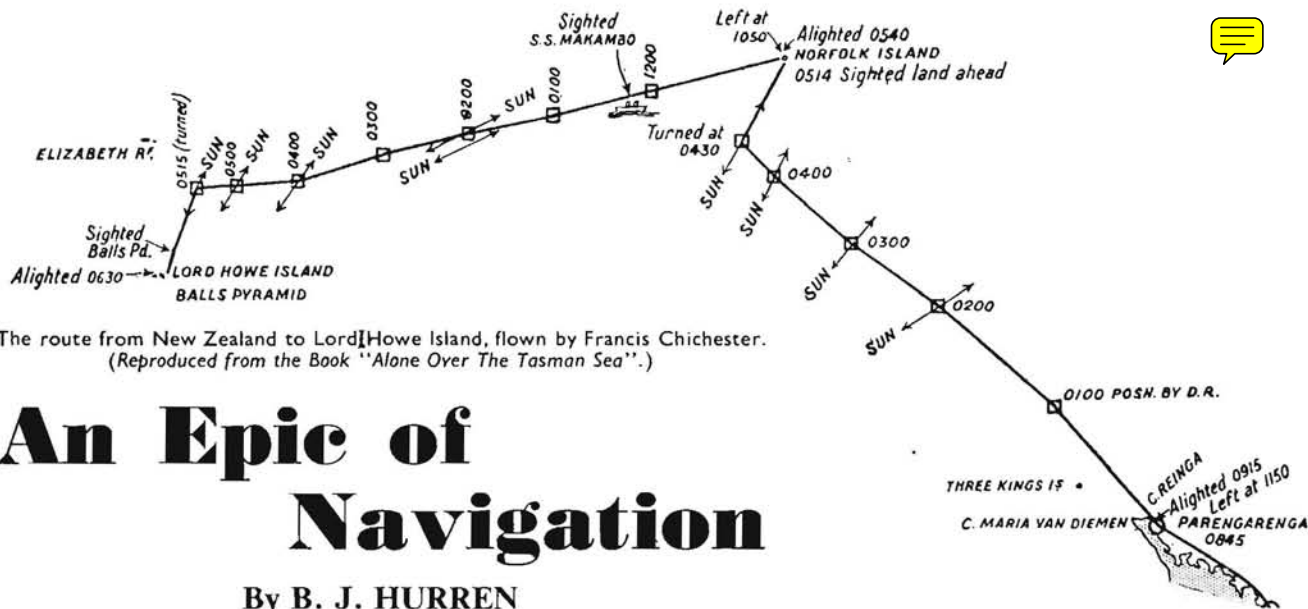 Sighted
S.S. MAKAMBO
Left at
1050
Alighted 0540
NORFOLK ISLAND
0514 Sighted land ahead
1200
0100
0200
SUN
SUN
0300
0400
SUN
0500
SUN
0515 (turned)
SUN
ELIZABETH Rf.
Sighted
Balls Pd.
Alighted 0630
LORD HOWE ISLAND
BALLS PYRAMID
Turned at
0430
SUN
0400
SUN
0300
SUN
0200
SUN
0100 POSN. BY D.R.
THREE KINGS Is
C. REINGA
Alighted 0915
Left at 1150
C. MARIA VAN DIEMEN
PARENGARENGA
0845
The route from New Zealand to Lord Howe Island, flown by Francis Chichester.
(Reproduced from the Book "Alone Over The Tasman Sea".)
An Epic of
Navigation
By B. J. HURREN